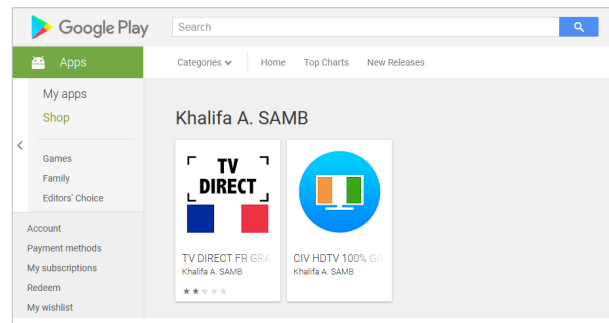 Google Play
Search
Apps
Categories
Home
Top Charts
New Releases
My apps
Shop
Games
Family
Editors' Choice
Account
Payment methods
My subscriptions
Redeem
My wishlist
Khalifa A. SAMB
TV
DIRECT
TV DIRECT FR GRA
Khalifa A. SAMB
CIV HDTV 100% GR
Khalifa A. SAMB